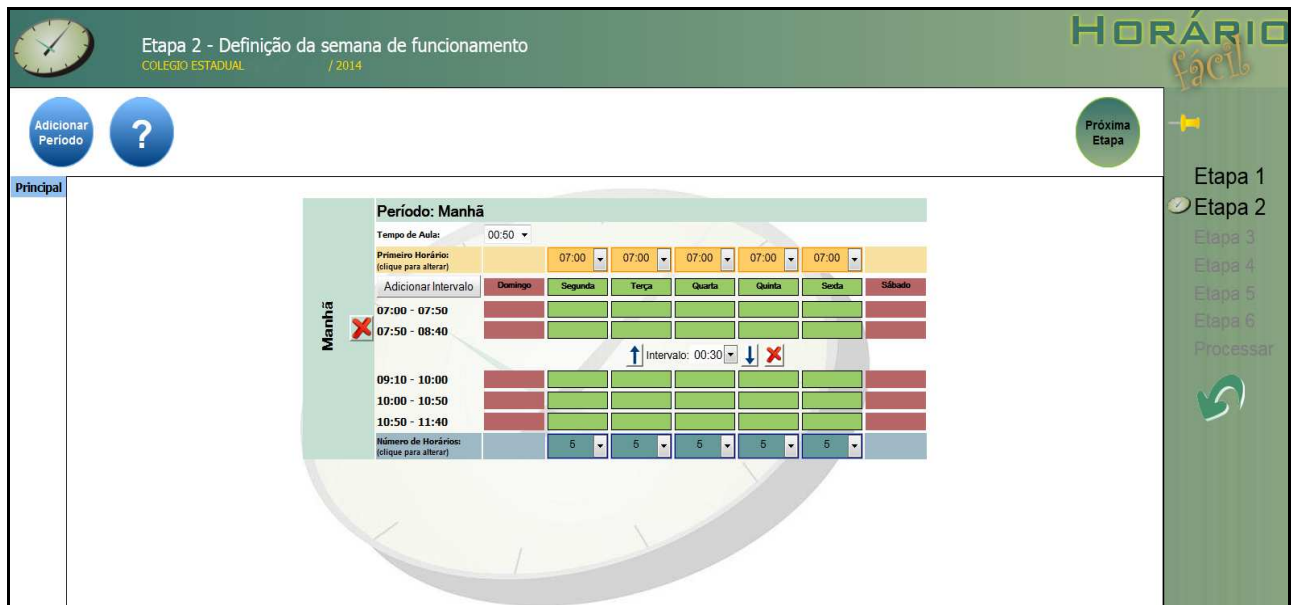 Etapa 2 - Definição da semana de funcionamento
COLEGIO ESTADUAL / 2014
HORÁRIO
fácil
Adicionar
Período
?
Próxima
Etapa
Principal
Etapa 1
Etapa 2
Etapa 3
Etapa 4
Etapa 5
Etapa 6
Processar
Manhã
Período: Manhã
Tempo de Aula: 00:50
Primeiro Horário: 07:00 07:00 07:00 07:00 07:00
(clique para alterar)
Adicionar Intervalo Domingo Segunda Terça Quarta Quinta Sexta Sábado
07:00 - 07:50
07:50 - 08:40
Intervalo: 00:30
09:10 - 10:00
10:00 - 10:50
10:50 - 11:40
Número de Horários: 5 5 5 5 5
(clique para alterar)